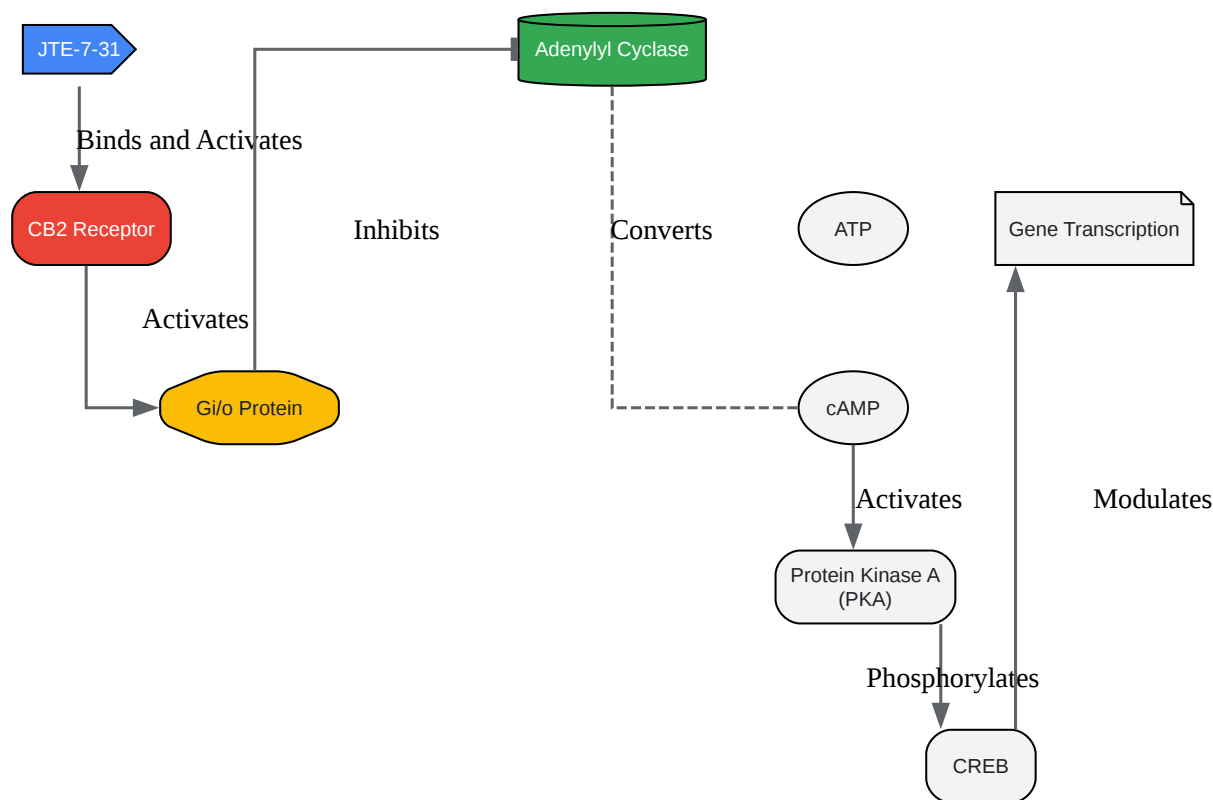 JTE-7-31
Adenylyl Cyclase
Binds and Activates
CB2 Receptor
Inhibits
Converts
ATP
Gene Transcription
Activates
Gi/o Protein
cAMP
Activates
Modulates
Protein Kinase A
(PKA)
Phosphorylates
CREB